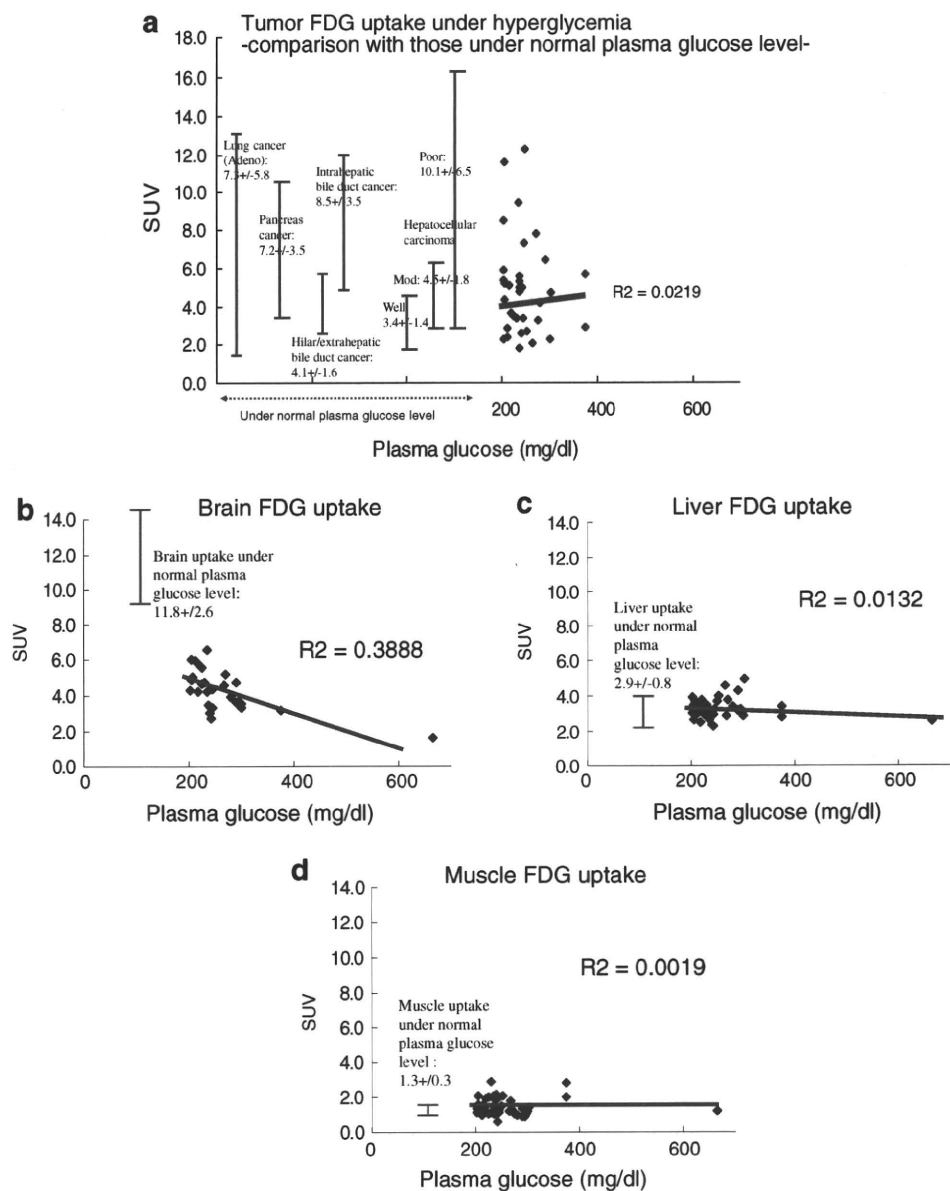 a
Tumor FDG uptake under hyperglycemia
-comparison with those under normal plasma glucose level-
18.0
16.0
14.0
12.0
10.0
8.0
6.0
4.0
2.0
0.0
SUV
Lung cancer
(Adeno):
7.3+/-5.8
Pancreas
cancer:
7.2+/-3.5
Intrahepatic
bile duct cancer:
8.5+/-3.5
Hilar/extrahepatic
bile duct cancer:
4.1+/-1.6
Poor:
10.1+/-6.5
Hepatocellular
carcinoma
Mod: 4.5+/-1.8
Well:
3.4+/-1.4
R2 = 0.0219
200
400
600
Under normal plasma glucose level
Plasma glucose (mg/dl)
b
Brain FDG uptake
14.0
12.0
10.0
8.0
6.0
4.0
2.0
0.0
SUV
Brain uptake under
normal plasma
glucose level:
11.8+/2.6
R2 = 0.3888
0
200
400
600
Plasma glucose (mg/dl)
c
Liver FDG uptake
14.0
12.0
10.0
8.0
6.0
4.0
2.0
0.0
SUV
Liver uptake
under normal
plasma
glucose level:
2.9+/-0.8
R2 = 0.0132
0
200
400
600
Plasma glucose (mg/dl)
d
Muscle FDG uptake
14.0
12.0
10.0
8.0
6.0
4.0
2.0
0.0
SUV
Muscle uptake
under normal
plasma glucose
level :
1.3+/0.3
R2 = 0.0019
0
200
400
600
Plasma glucose (mg/dl)